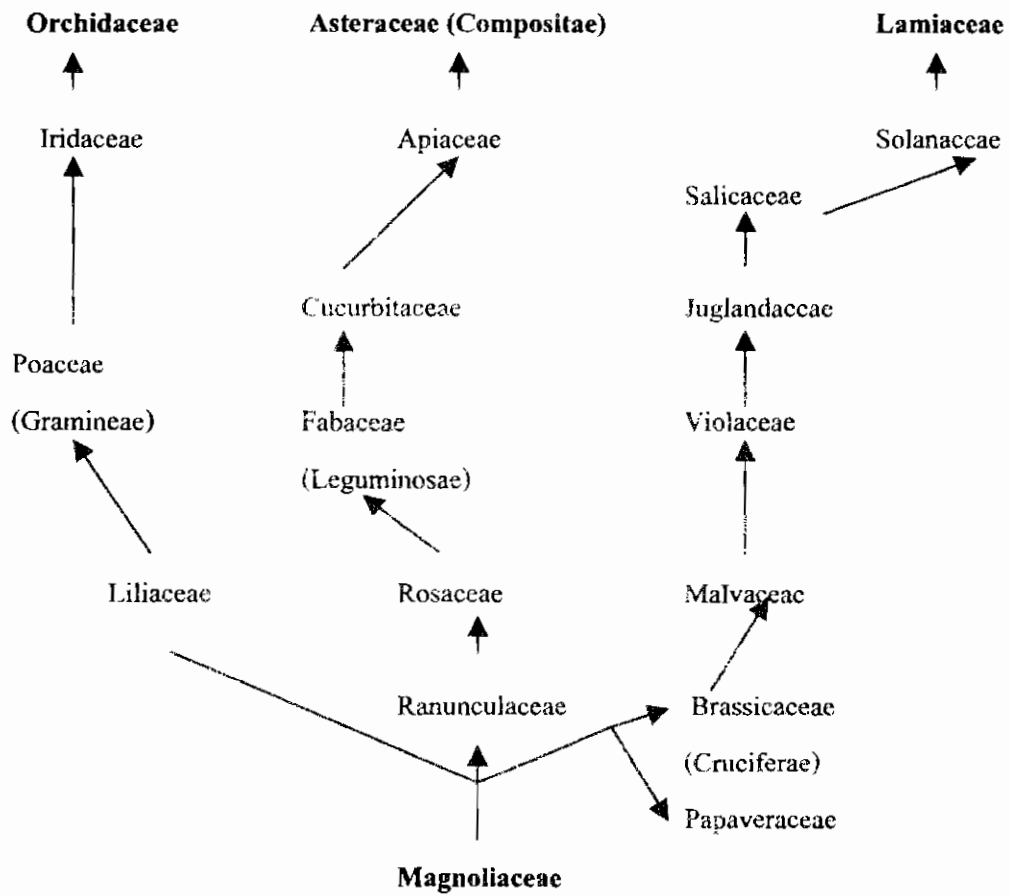 Orchidaceae
Asteraceae (Compositae)
Lamiaceae
Iridaceae
Apiaceae
Solanaccae
Salicaceae
Cucurbitaceae
Juglandaccae
Poaceae
(Gramineae)
Fabaceae
(Leguminosae)
Violaceae
Liliaceae
Rosaceae
Malvaceac
Ranunculaceae
Brassicaceae
(Cruciferae)
Papaveraceae
Magnoliaceae